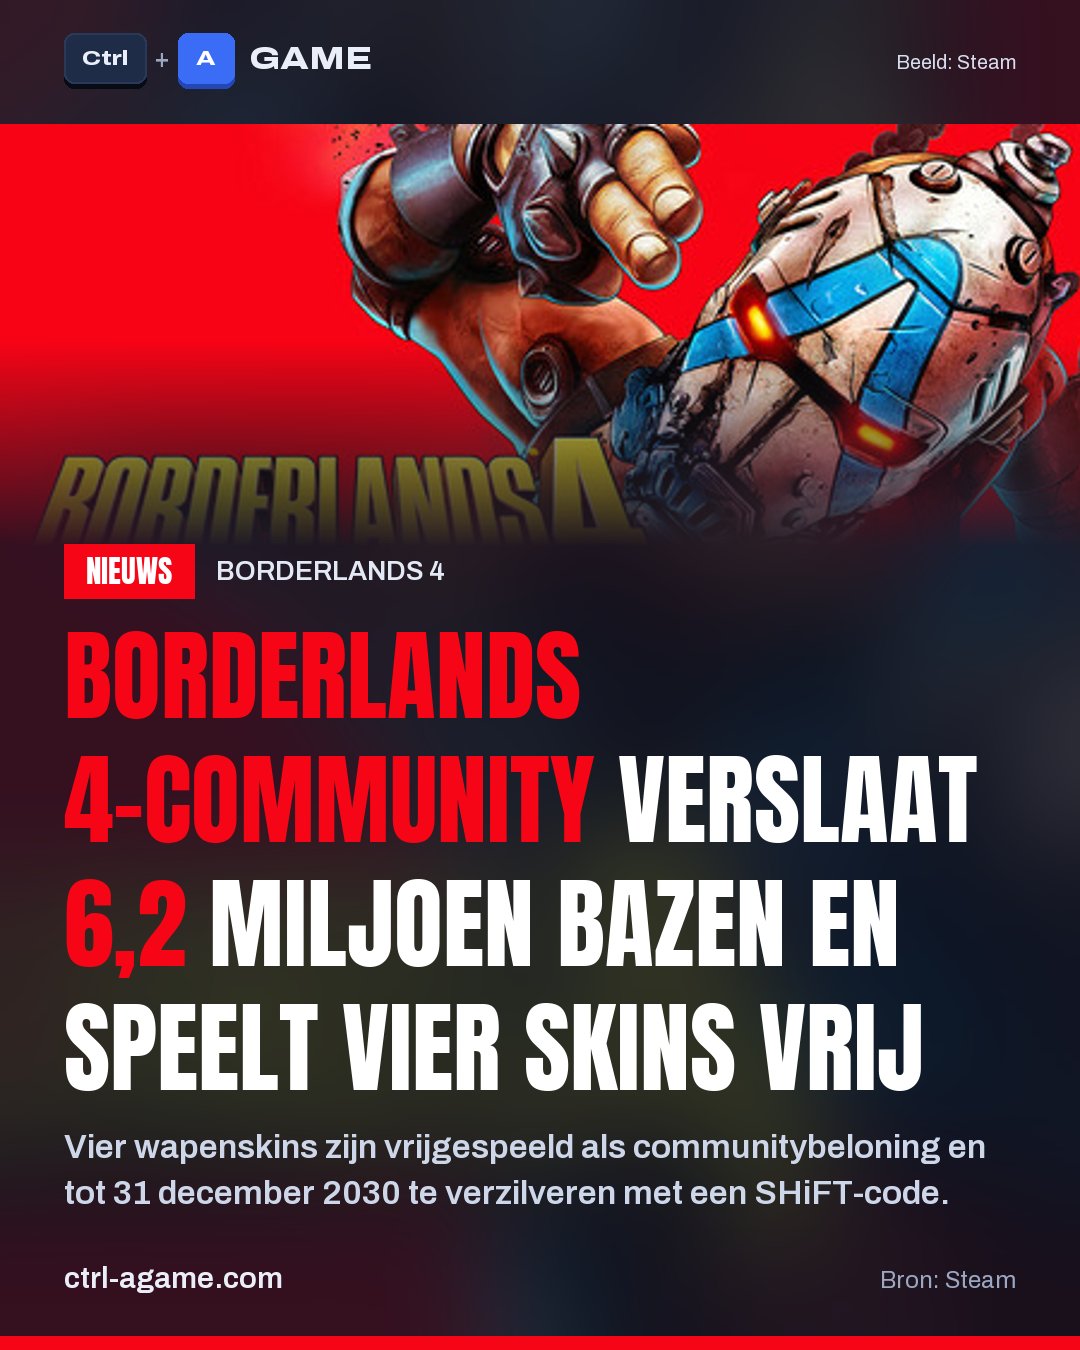 Ctrl + A GAME
Beeld: Steam
BORDERLANDS 4
NIEUWS BORDERLANDS 4
BORDERLANDS
4-COMMUNITY VERSLAAT
6,2 MILJOEN BAZEN EN
SPEELT VIER SKINS VRIJ
Vier wapenskins zijn vrijgespeeld als communitybeloning en
tot 31 december 2030 te verzilveren met een SHiFT-code.
ctrl-agame.com
Bron: Steam